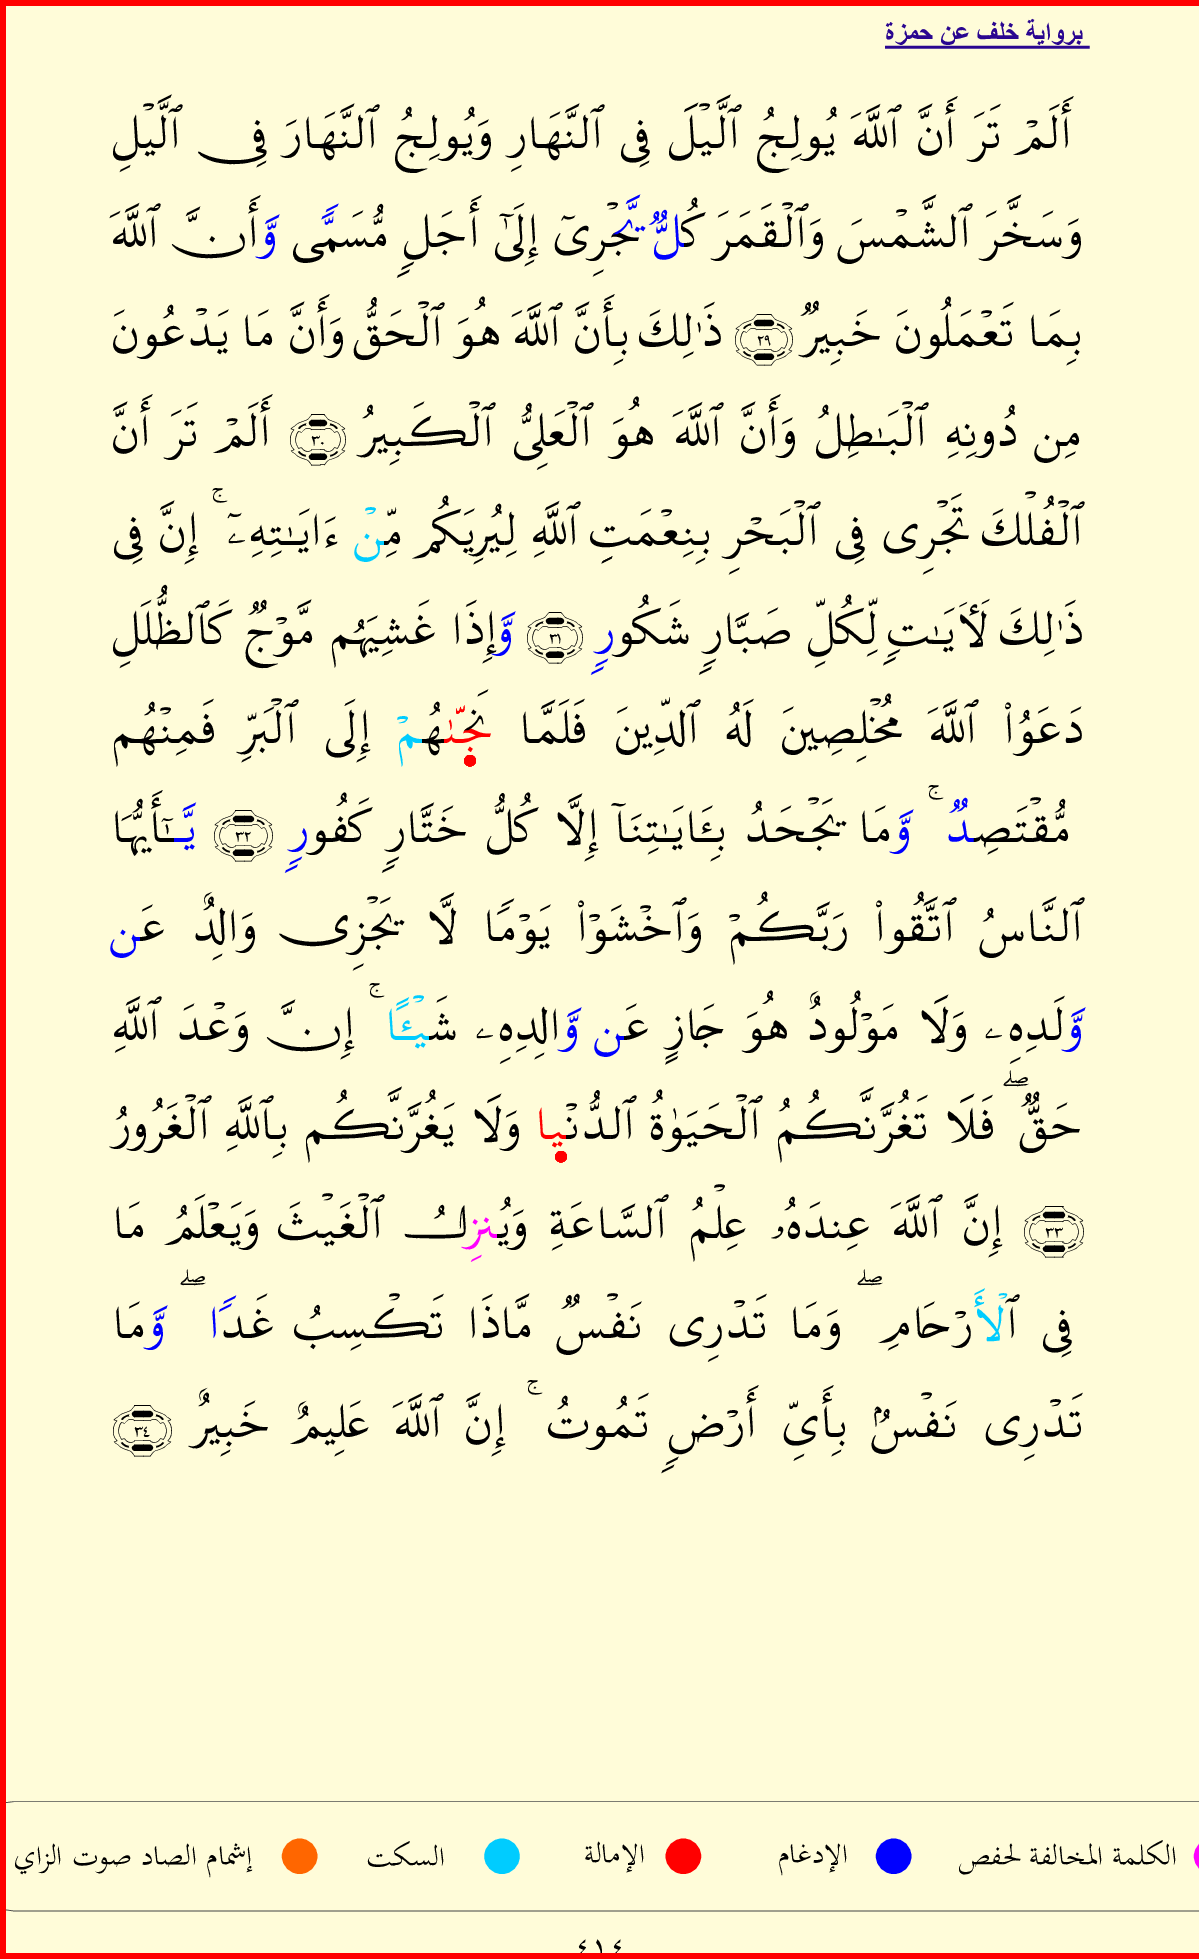 برواية خلف عن حمزة
أَلَمْ تَرَ أَنَّ ٱللَّهَ يُولِجُ ٱلَّيْلَ فِى ٱلنَّهَارِ وَيُولِجُ ٱلنَّهَارَ فِى ٱلَّيْلِ
وَسَخَّرَ ٱلشَّمْسَ وَٱلْقَمَرَ كُلٌّ يَّجْرِىٓ إِلَىٰٓ أَجَلٍ مُّسَمًّى وَّأَنَّ ٱللَّهَ
بِمَا تَعْمَلُونَ خَبِيرٌ ٢٩ ذَٰلِكَ بِأَنَّ ٱللَّهَ هُوَ ٱلْحَقُّ وَأَنَّ مَا يَدْعُونَ
مِن دُونِهِ ٱلْبَـٰطِلُ وَأَنَّ ٱللَّهَ هُوَ ٱلْعَلِىُّ ٱلْكَبِيرُ ٣٠ أَلَمْ تَرَ أَنَّ
ٱلْفُلْكَ تَجْرِى فِى ٱلْبَحْرِ بِنِعْمَتِ ٱللَّهِ لِيُرِيَكُم مِّنْ ءَايَـٰتِهِۦٓ ۚ إِنَّ فِى
ذَٰلِكَ لَأَيَـٰتٍ لِّكُلِّ صَبَّارٍ شَكُورٍ ٣١ وَّإِذَا غَشِيَهُم مَّوْجٌ كَٱلظُّلَلِ
دَعَوُا۟ ٱللَّهَ مُخْلِصِينَ لَهُ ٱلدِّينَ فَلَمَّا نَجَّىٰهُمْ إِلَى ٱلْبَرِّ فَمِنْهُم
مُّقْتَصِدٌ ۚ وَّمَا يَجْحَدُ بِـَٔايَـٰتِنَآ إِلَّا كُلُّ خَتَّارٍ كَفُورٍ ٣٢ يَّـٰٓأَيُّهَا
ٱلنَّاسُ ٱتَّقُوا۟ رَبَّكُمْ وَٱخْشَوْا۟ يَوْمًا لَّا يَجْزِى وَالِدٌ عَن
وَّلَدِهِۦ وَلَا مَوْلُودٌ هُوَ جَازٍ عَن وَّالِدِهِۦ شَيْـًٔا ۚ إِنَّ وَعْدَ ٱللَّهِ
حَقٌّ ۖ فَلَا تَغُرَّنَّكُمُ ٱلْحَيَوٰةُ ٱلدُّنْيا وَلَا يَغُرَّنَّكُم بِٱللَّهِ ٱلْغَرُورُ
٣٣ إِنَّ ٱللَّهَ عِندَهُۥ عِلْمُ ٱلسَّاعَةِ وَيُنزِلُ ٱلْغَيْثَ وَيَعْلَمُ مَا
فِى ٱلْأَرْحَامِ ۖ وَمَا تَدْرِى نَفْسٌ مَّاذَا تَكْسِبُ غَدًا ۖ وَّمَا
تَدْرِى نَفْسٌۢ بِأَىِّ أَرْضٍ تَمُوتُ ۚ إِنَّ ٱللَّهَ عَلِيمٌ خَبِيرٌ ٣٤
الكلمة المخالفة لحفص الإدغام الإمالة السكت إشمام الصاد صوت الزاي
٤١٤